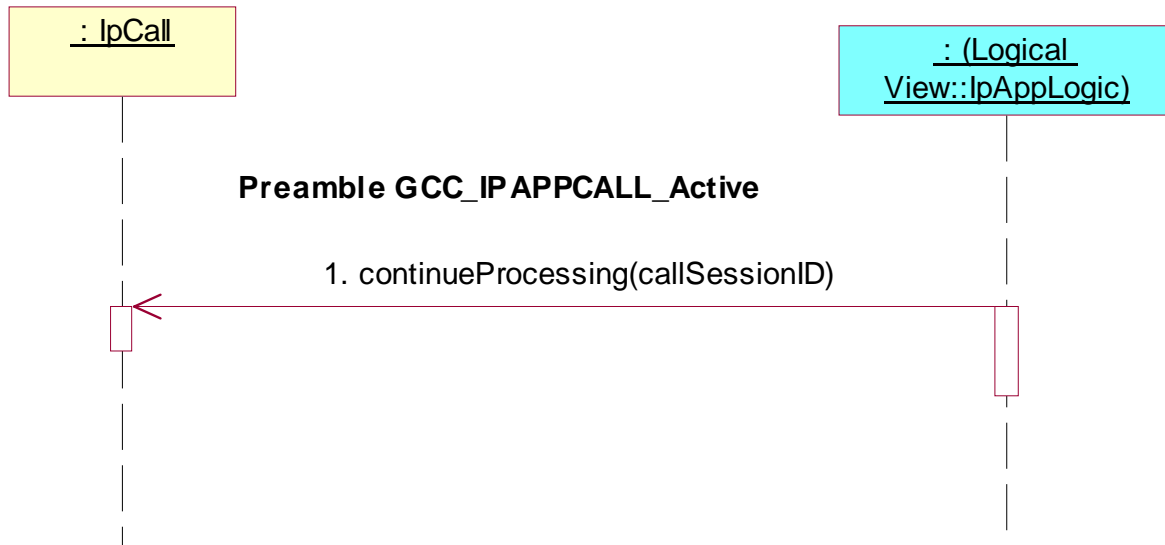 : IpCall
: (Logical
View::IpAppLogic)
Preamble GCC_IPAPPCALL_Active
1. continueProcessing(callSessionID)